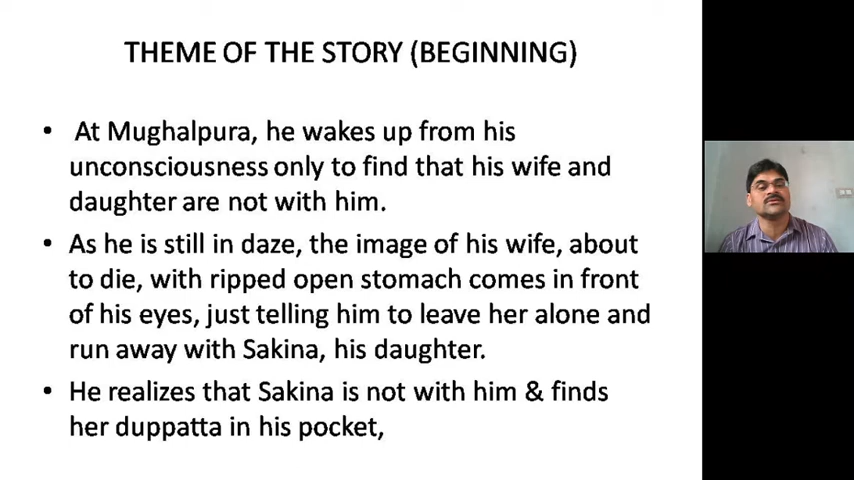 THEME OF THE STORY (BEGINNING)
• At Mughalpura, he wakes up from his
unconsciousness only to find that his wife and
daughter are not with him.
• As he is still in daze, the image of his wife, about
to die, with ripped open stomach comes in front
of his eyes, just telling him to leave her alone and
run away with Sakina, his daughter.
• He realizes that Sakina is not with him & finds
her duppatta in his pocket,